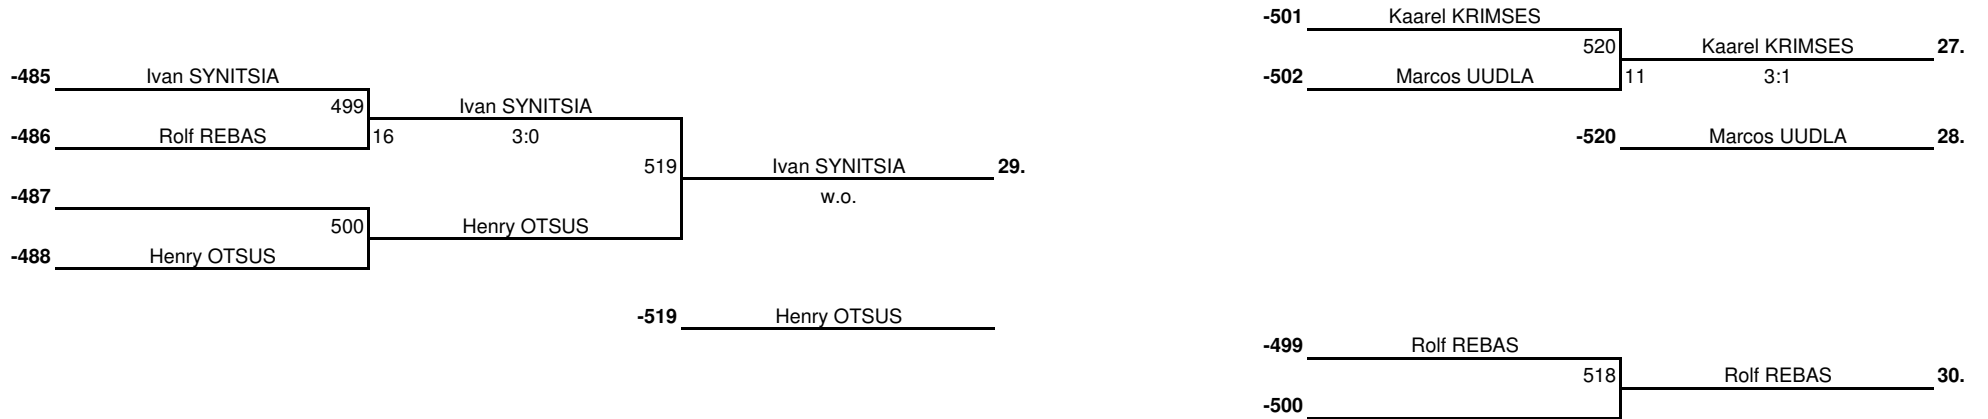 -501 Kaarel KRIMSES
520 Kaarel KRIMSES 27.
-485 Ivan SYNITSIA
-502 Marcos UUDLA 11 3:1
499 Ivan SYNITSIA
-486 Rolf REBAS 16 3:0
-520 Marcos UUDLA 28.
519 Ivan SYNITSIA 29.
-487 w.o.
500 Henry OTSUS
-488 Henry OTSUS
-519 Henry OTSUS
-499 Rolf REBAS
518 Rolf REBAS 30.
-500